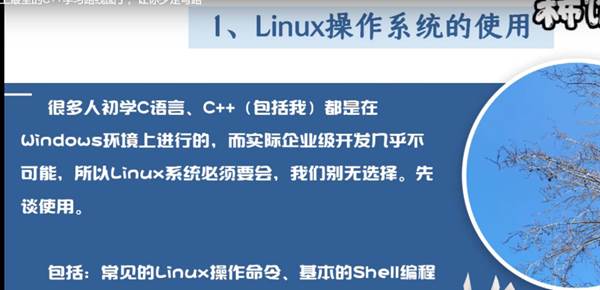 1、Linux操作系统的使用
很多人初学C语言、C++（包括我）都是在
Windows环境上进行的，而实际企业级开发几乎不
可能，所以Linux系统必须要会，我们别无选择。先
谈使用。
包括：常见的Linux操作命令、基本的Shell编程